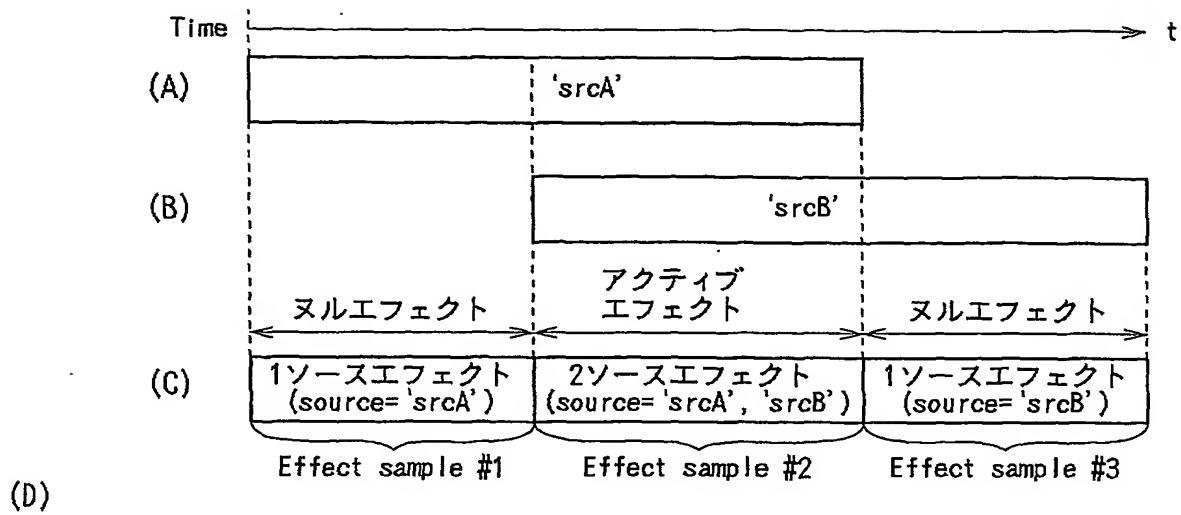 Time t
(A) 'srcA'
(B) 'srcB'
アクティブ
ヌルエフェクト エフェクト ヌルエフェクト
(C) 1ソースエフェクト 2ソースエフェクト 1ソースエフェクト
(source='srcA') (source='srcA', 'srcB') (source='srcB')
Effect sample #1 Effect sample #2 Effect sample #3
(D)